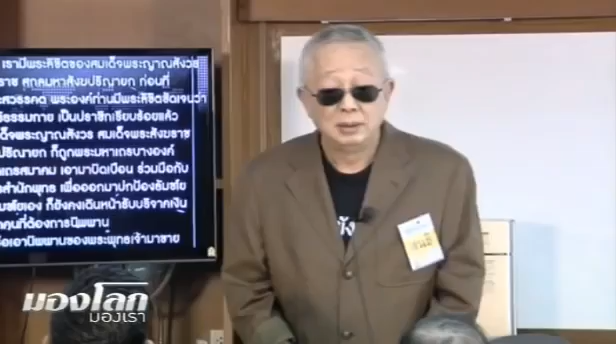 เรามีพระลิขิตของสมเด็จพระญาณสังวร
ราช สกลมหาสังฆปริณายก ก่อนที่
พระองค์ท่านมีพระลิขิตชัดเจนว่า
ธรรมกาย เป็นปราชิกเรียบร้อยแล้ว
ด็จพระญาณสังวร สมเด็จพระสังฆราช
ปริณายก ก็ถูกพระมหาเถรบางองค์
เถรสมาคม เอามาบิดเบือน ร่วมมือกับ
สำนักพุทธ เพื่อออกมาปกป้องธัมชโย
มชโยเอง ก็ยังคงเดินหน้ารับบริจาคเงิน
คนที่ต้องการนิพพาน
อเอานิพพานของพระพุทธเจ้ามาขาย
มองโลก
มองเรา